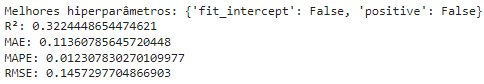 Melhores hiperparâmetros: {'fit_intercept': False, 'positive': False}
R²: 0.3224448654474621
MAE: 0.11360785645720448
MAPE: 0.012307830270109977
RMSE: 0.1457297704866903